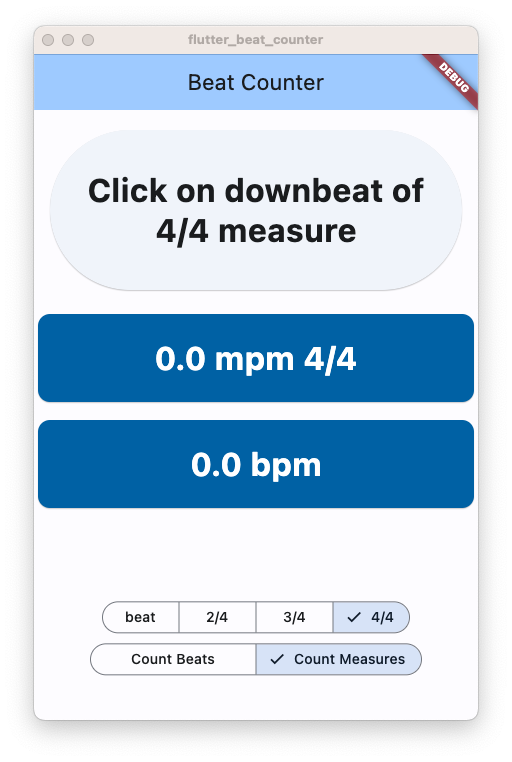 flutter_beat_counter
Beat Counter
DEBUG
Click on downbeat of
4/4 measure
0.0 mpm 4/4
0.0 bpm
beat 2/4 3/4 4/4
Count Beats Count Measures